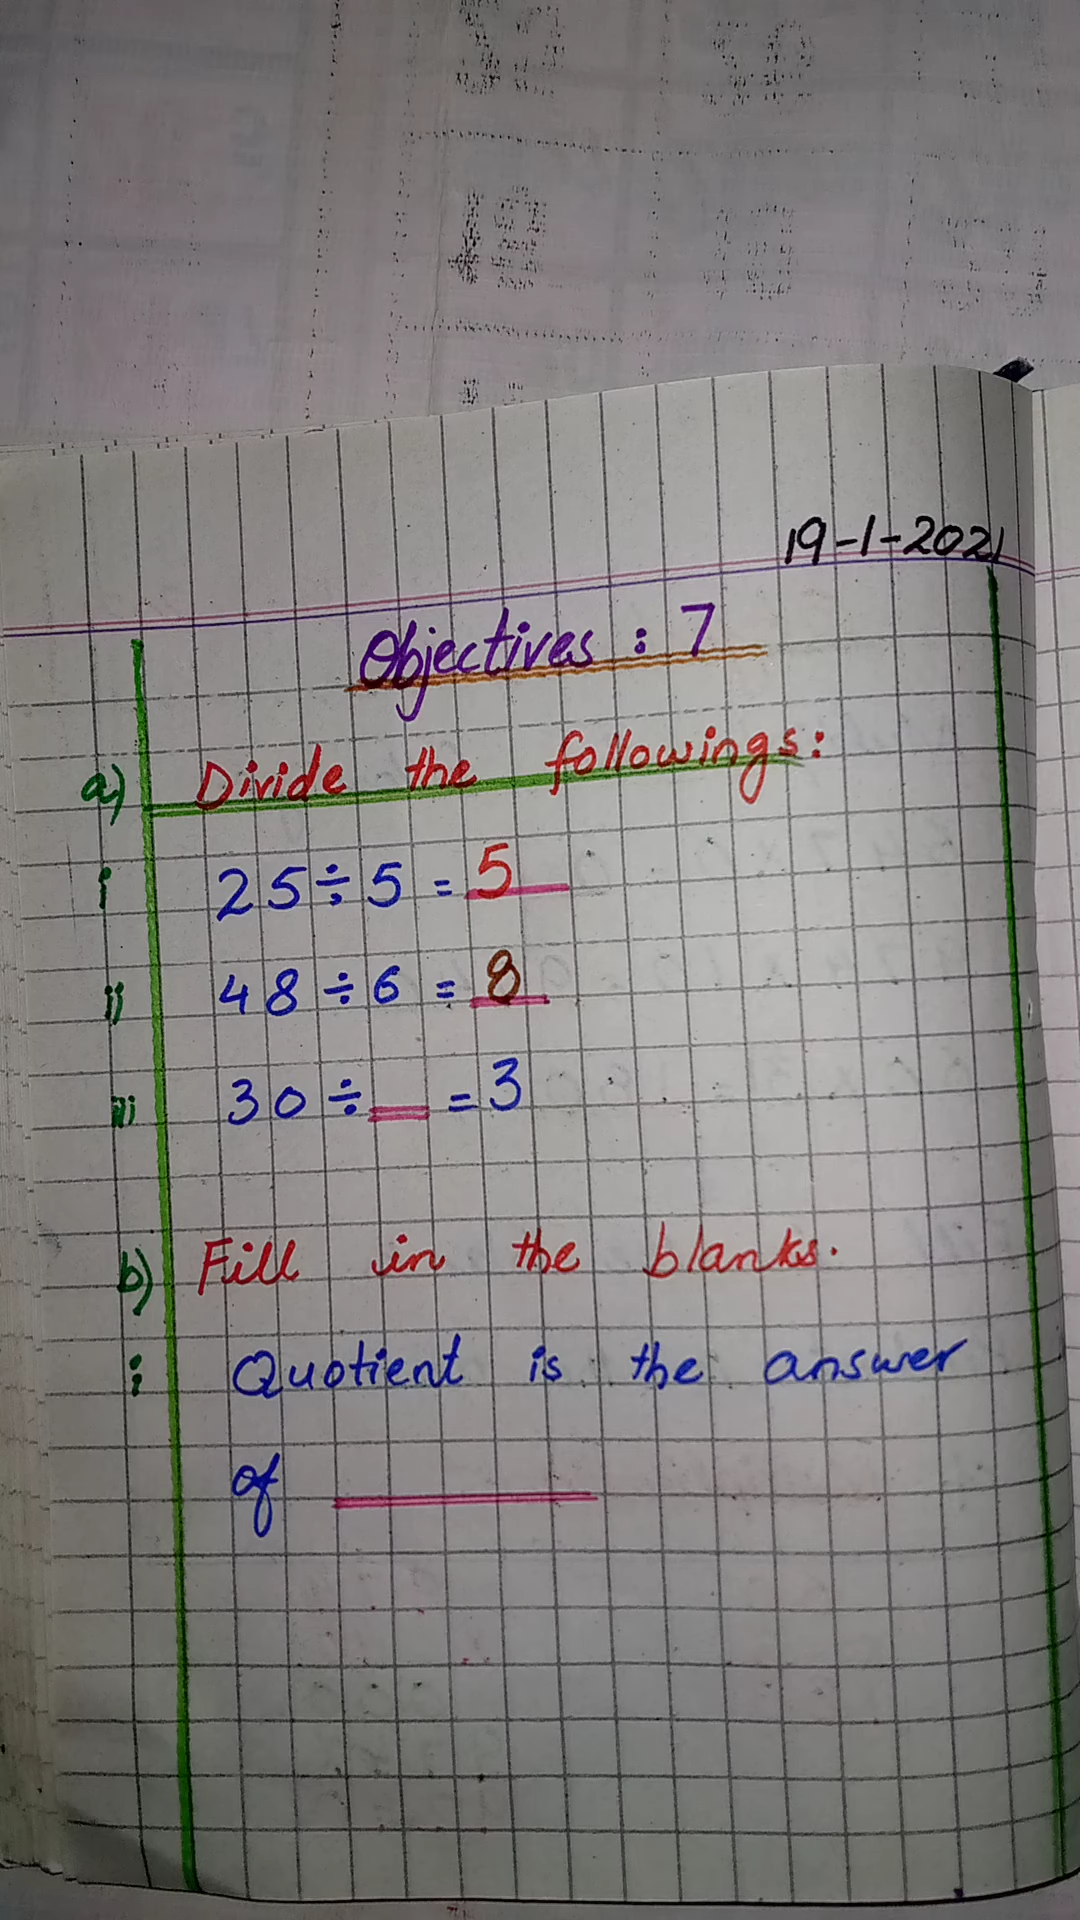 19-1-2021
Objectives : 7
a) Divide the followings:
i 25 ÷ 5 = 5
ii 48 ÷ 6 = 8
iii 30 ÷ __ = 3
b) Fill in the blanks.
i Quotient is the answer
of ______